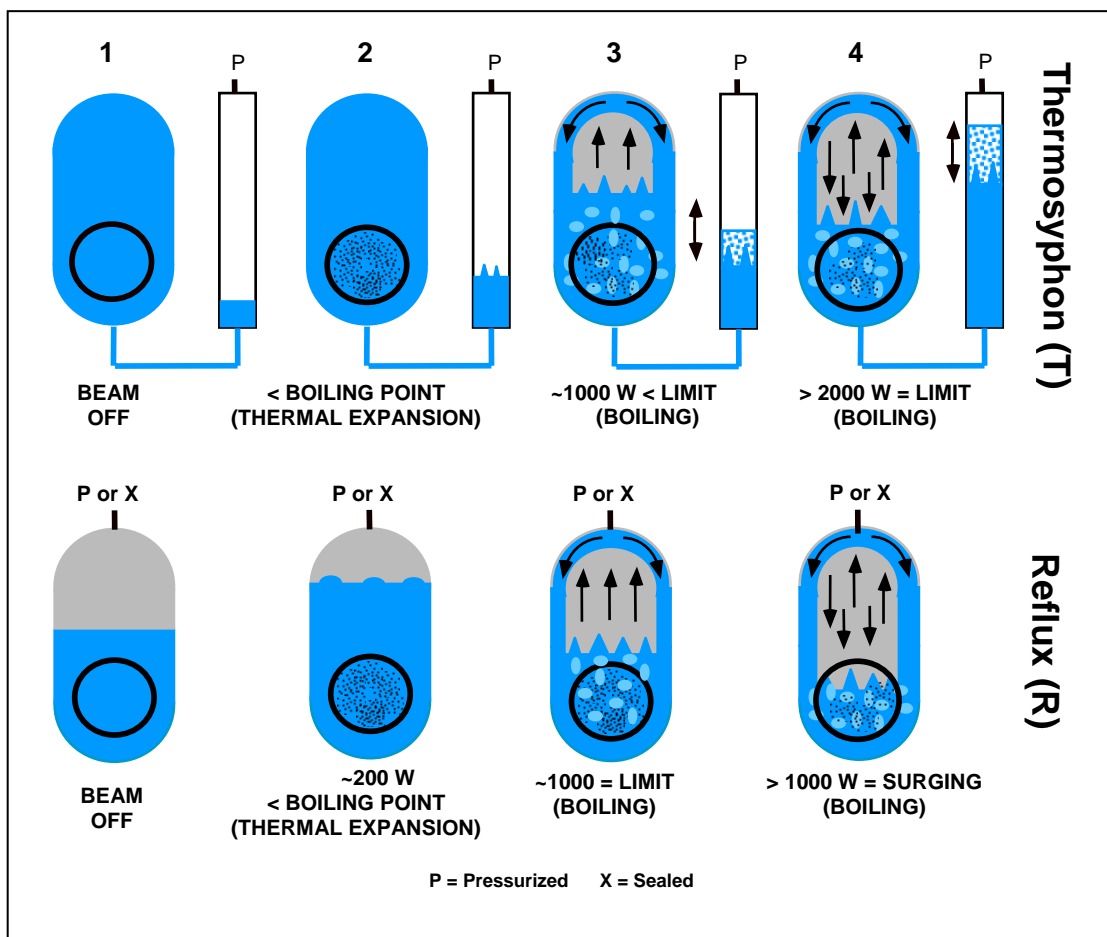 1
2
3
4
P
P
P
P
Thermosyphon (T)
BEAM
OFF
< BOILING POINT
(THERMAL EXPANSION)
~1000 W < LIMIT
(BOILING)
> 2000 W = LIMIT
(BOILING)
P or X
P or X
P or X
P or X
Reflux (R)
BEAM
OFF
~200 W
< BOILING POINT
(THERMAL EXPANSION)
~1000 = LIMIT
(BOILING)
> 1000 W = SURGING
(BOILING)
P = Pressurized X = Sealed